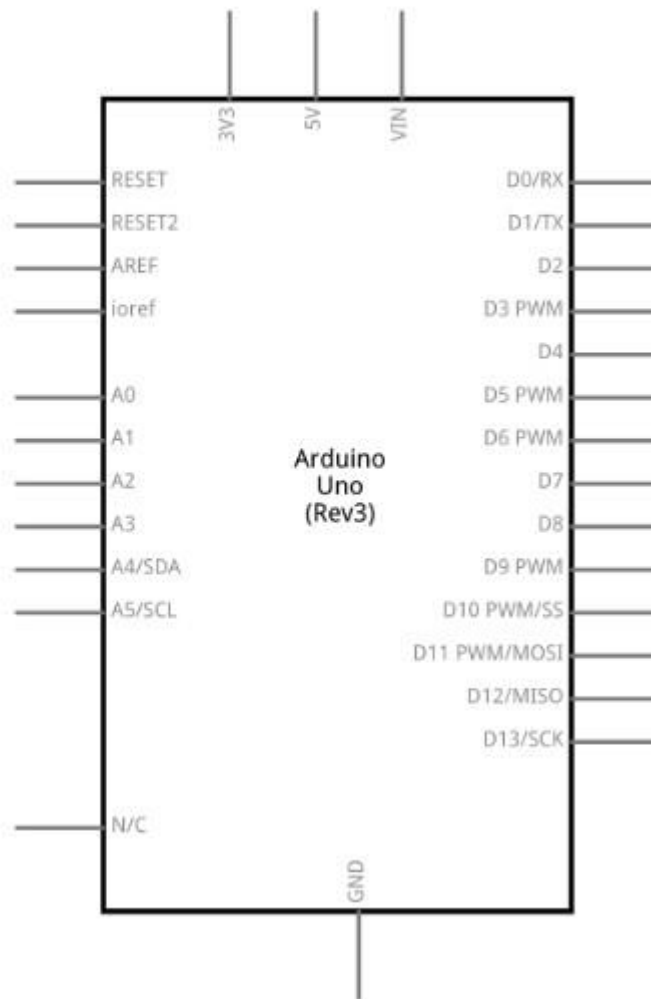 3V3
5V
VIN
RESET
RESET2
AREF
ioref
A0
A1
A2
A3
A4/SDA
A5/SCL
N/C
Arduino
Uno
(Rev3)
D0/RX
D1/TX
D2
D3 PWM
D4
D5 PWM
D6 PWM
D7
D8
D9 PWM
D10 PWM/SS
D11 PWM/MOSI
D12/MISO
D13/SCK
GND